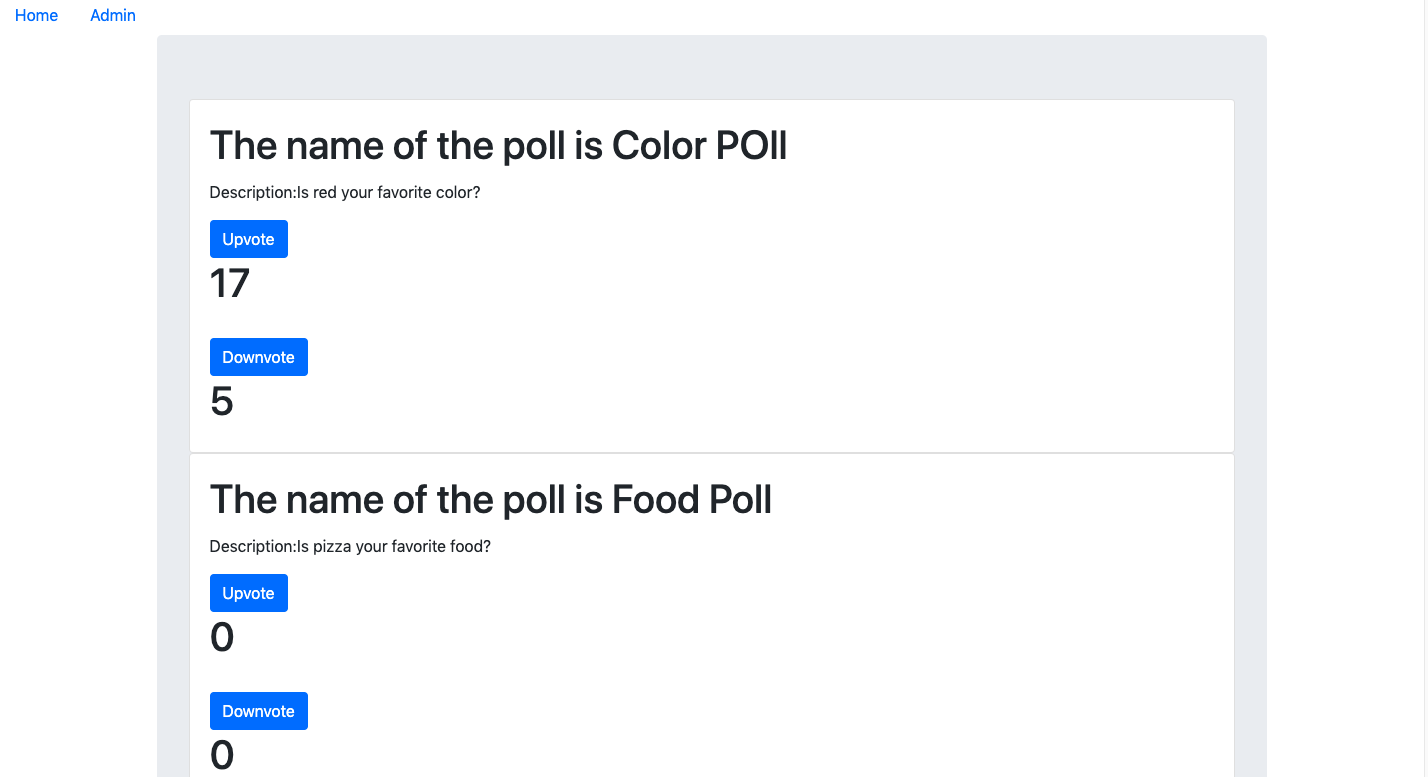 Home Admin
The name of the poll is Color POll
Description:Is red your favorite color?
Upvote
17
Downvote
5
The name of the poll is Food Poll
Description:Is pizza your favorite food?
Upvote
0
Downvote
0